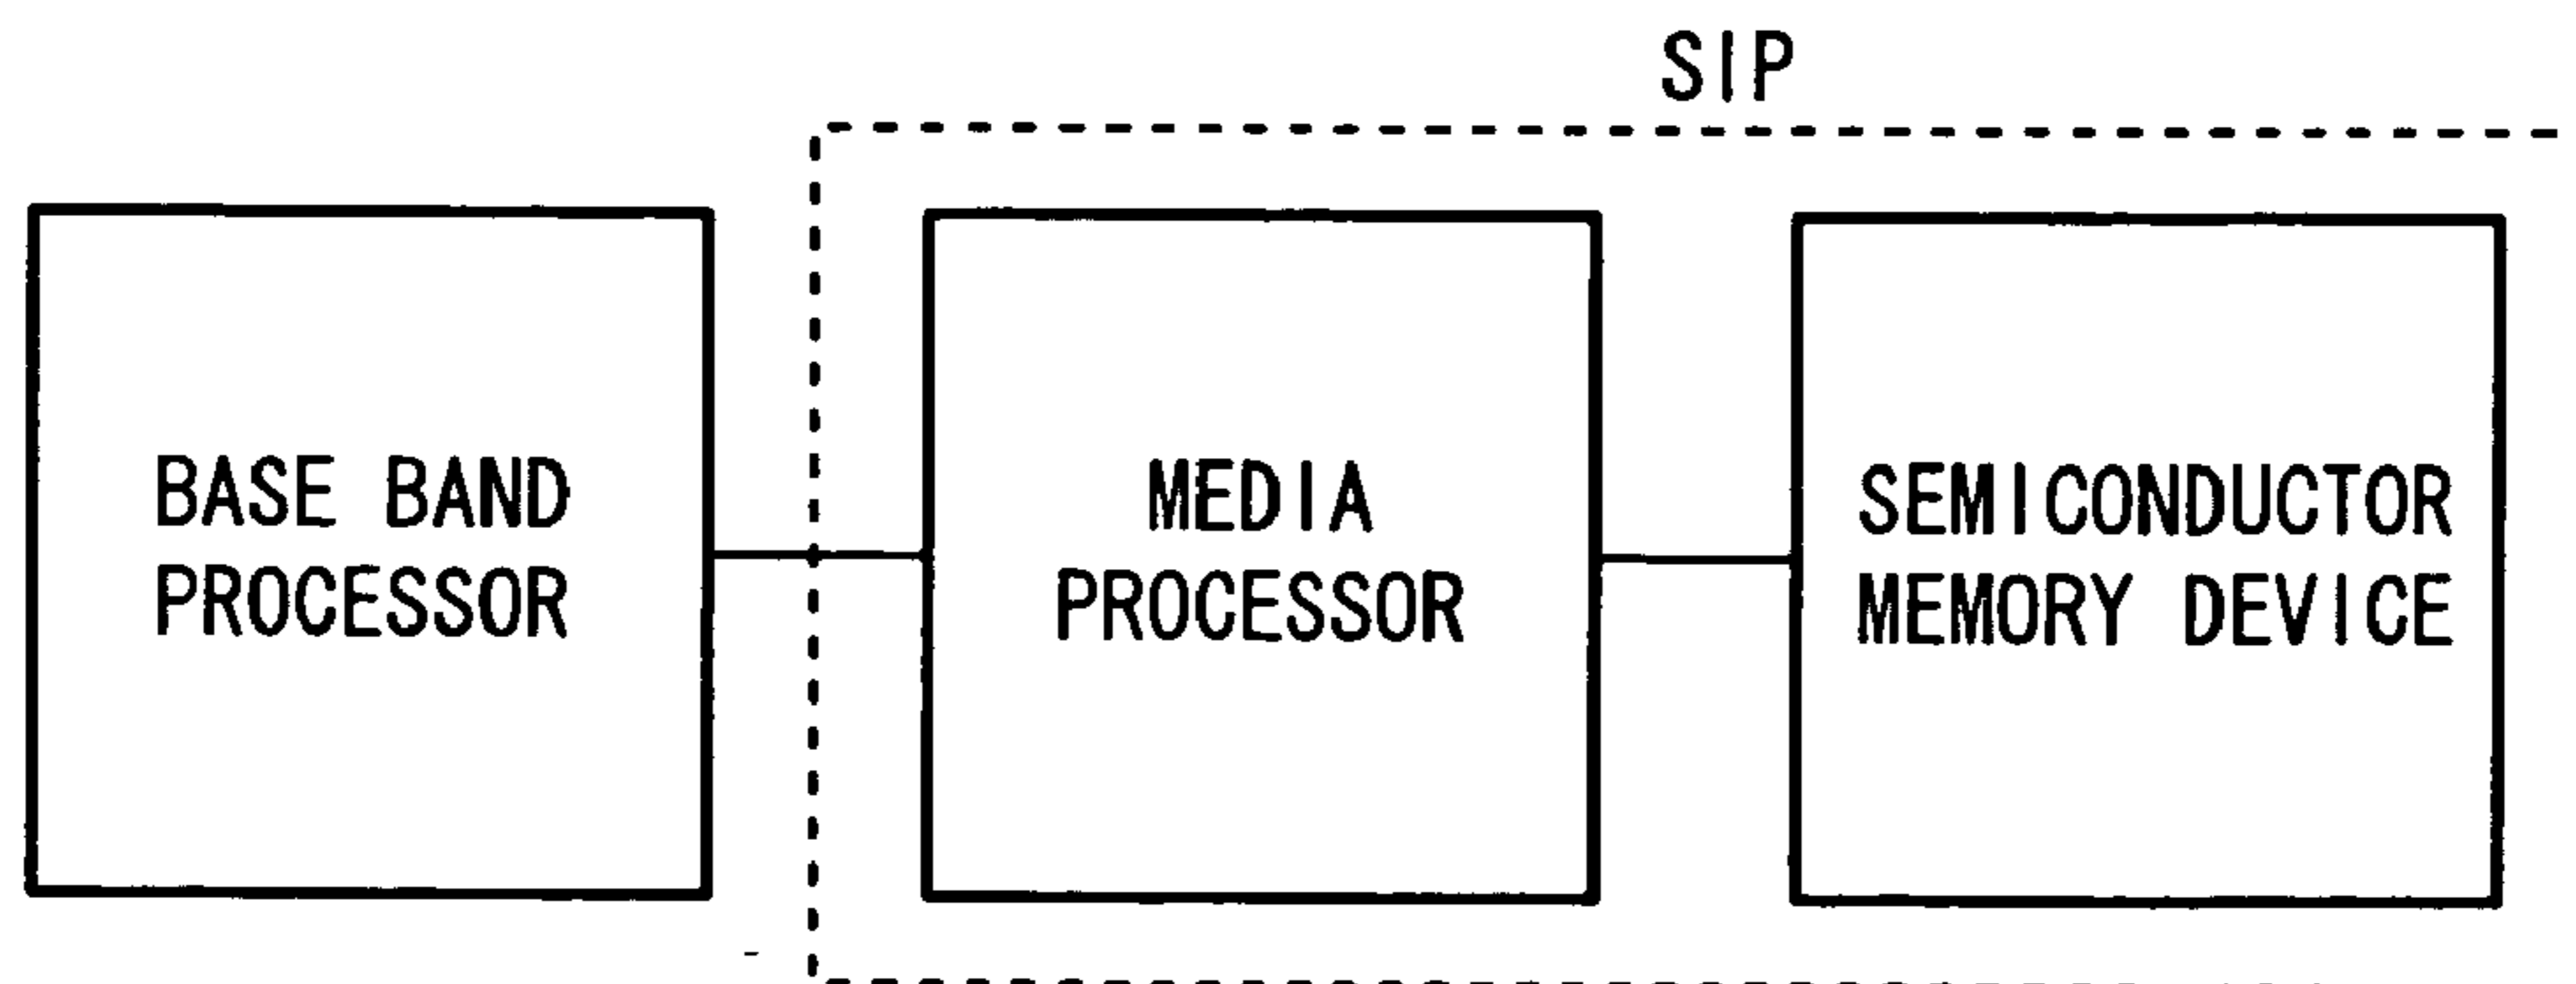 SIP
BASE BAND
PROCESSOR
MEDIA
PROCESSOR
SEMICONDUCTOR
MEMORY DEVICE